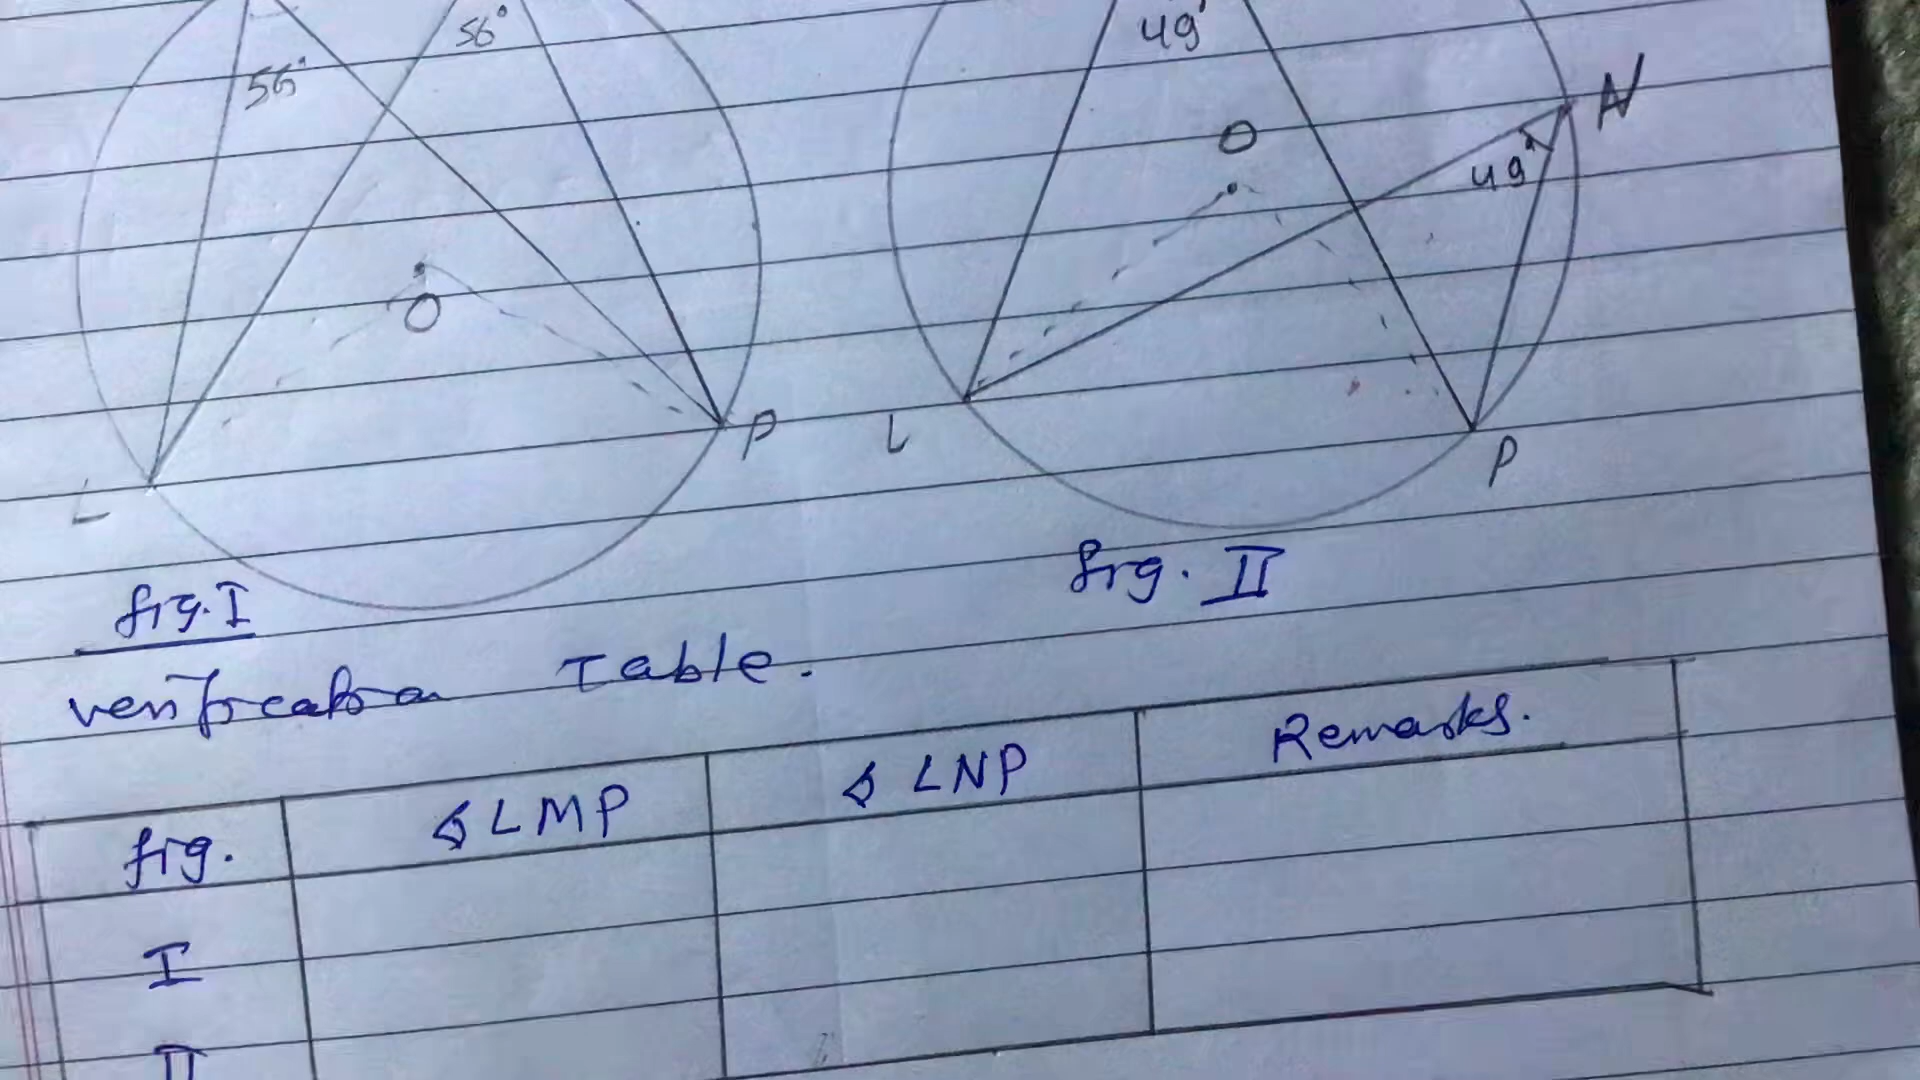 56° 49°
56°
N
49°
O
O
P L
P
L
fig. I fig. II
verification Table.
fig. ∠LMP ∠LNP Remarks.
I
II